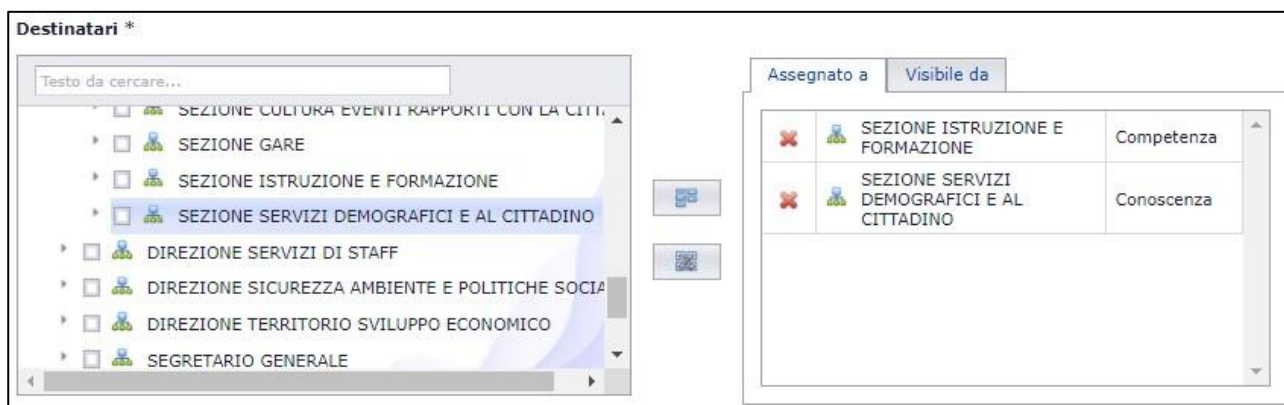 Destinatari *
Testo da cercare...
SEZIONE CULTURA EVENTI RAPPORTI CON LA
SEZIONE GARE
SEZIONE ISTRUZIONE E FORMAZIONE
SEZIONE SERVIZI DEMOGRAFICI E AL CITTADINO
DIREZIONE SERVIZI DI STAFF
DIREZIONE SICUREZZA AMBIENTE E POLITICHE SOCIA
DIREZIONE TERRITORIO SVILUPPO ECONOMICO
SEGRETARIO GENERALE
Assegnato a Visibile da
SEZIONE ISTRUZIONE E
FORMAZIONE
Competenza
SEZIONE SERVIZI
DEMOGRAFICI E AL
CITTADINO
Conoscenza